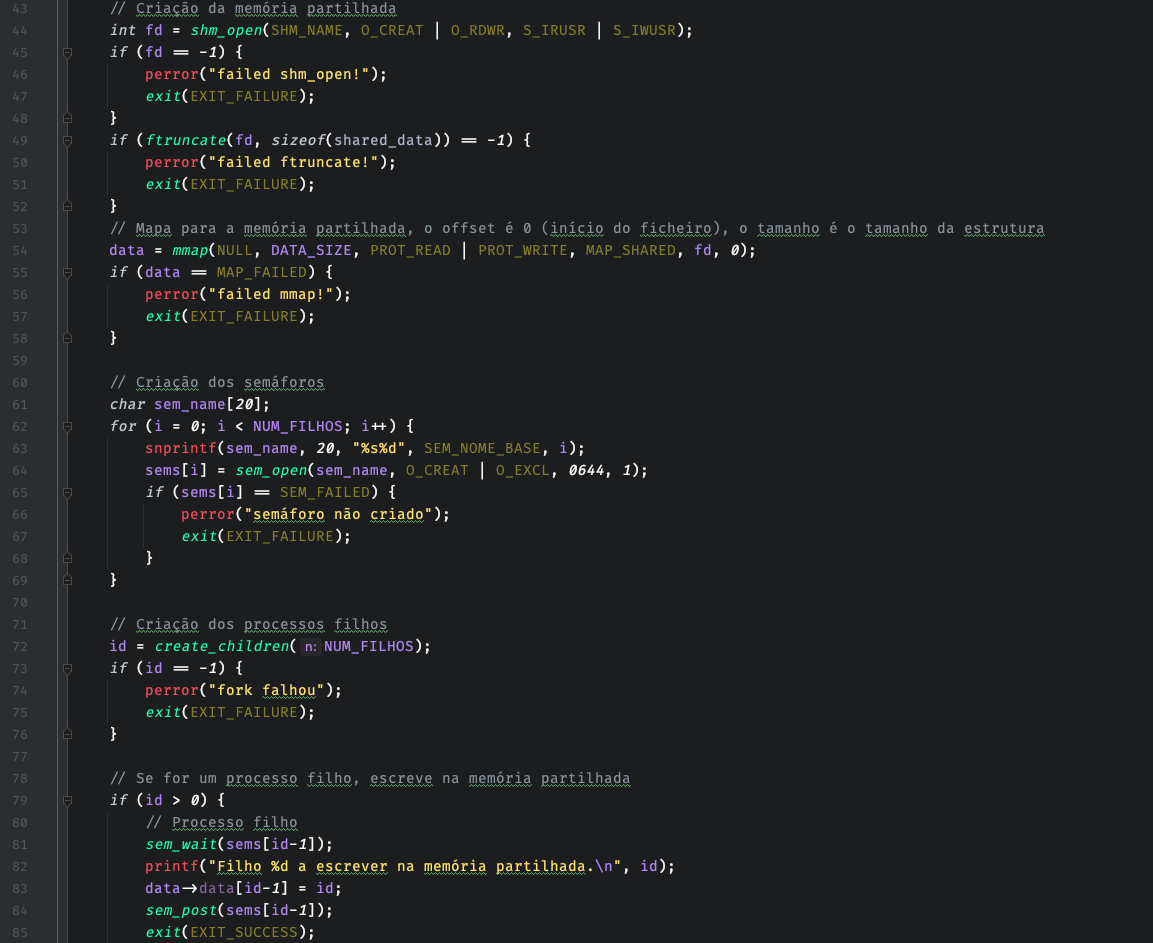 43 // Criação da memória partilhada
44 int fd = shm_open(SHM_NAME, O_CREAT | O_RDWR, S_IRUSR | S_IWUSR);
45 if (fd == -1) {
46 perror("failed shm_open!");
47 exit(EXIT_FAILURE);
48 }
49 if (ftruncate(fd, sizeof(shared_data)) == -1) {
50 perror("failed ftruncate!");
51 exit(EXIT_FAILURE);
52 }
53 // Mapa para a memória partilhada, o offset é 0 (início do ficheiro), o tamanho é o tamanho da estrutura
54 data = mmap(NULL, DATA_SIZE, PROT_READ | PROT_WRITE, MAP_SHARED, fd, 0);
55 if (data == MAP_FAILED) {
56 perror("failed mmap!");
57 exit(EXIT_FAILURE);
58 }
59
60 // Criação dos semáforos
61 char sem_name[20];
62 for (i = 0; i < NUM_FILHOS; i++) {
63 snprintf(sem_name, 20, "%s%d", SEM_NOME_BASE, i);
64 sems[i] = sem_open(sem_name, O_CREAT | O_EXCL, 0644, 1);
65 if (sems[i] == SEM_FAILED) {
66 perror("semáforo não criado");
67 exit(EXIT_FAILURE);
68 }
69 }
70
71 // Criação dos processos filhos
72 id = create_children( n: NUM_FILHOS);
73 if (id == -1) {
74 perror("fork falhou");
75 exit(EXIT_FAILURE);
76 }
77
78 // Se for um processo filho, escreve na memória partilhada
79 if (id > 0) {
80 // Processo filho
81 sem_wait(sems[id-1]);
82 printf("Filho %d a escrever na memória partilhada.\n", id);
83 data->data[id-1] = id;
84 sem_post(sems[id-1]);
85 exit(EXIT_SUCCESS);